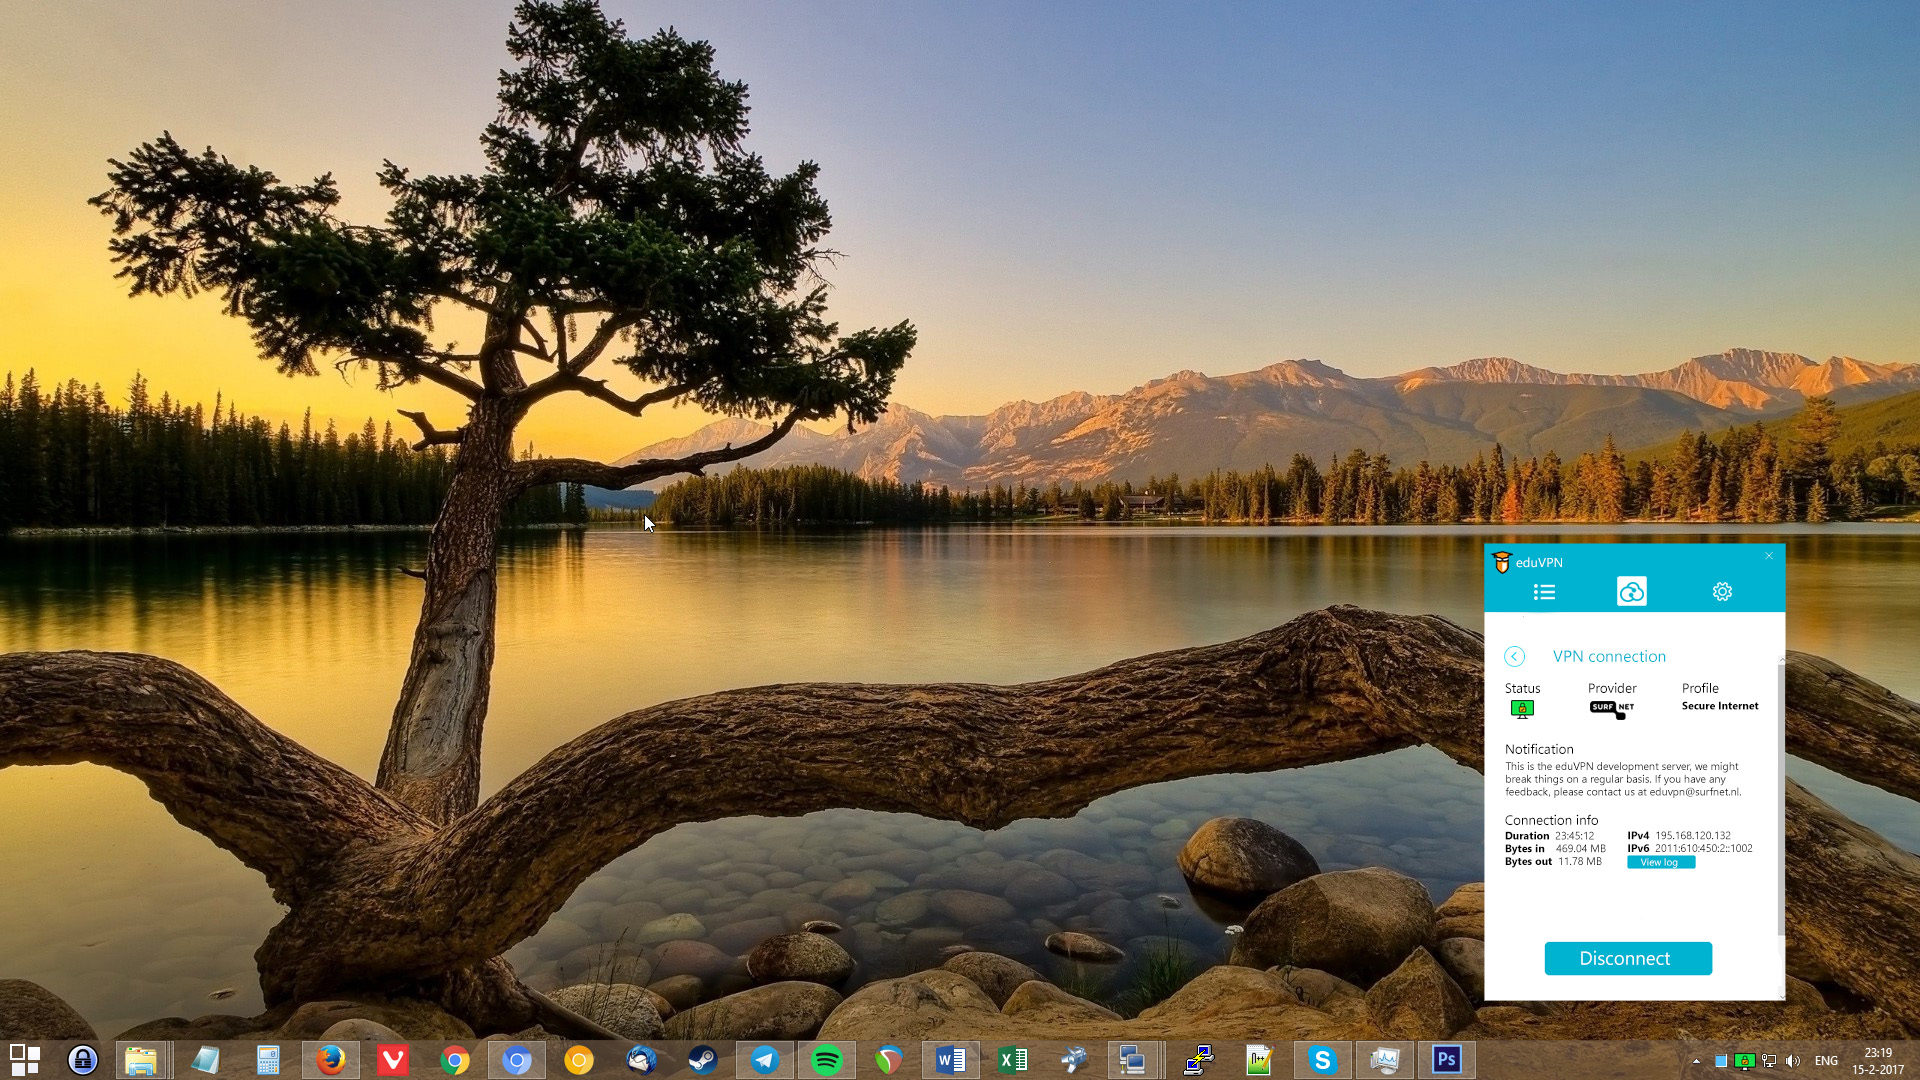 eduVPN
VPN connection
Status Provider Profile
SURF NET Secure Internet
Notification
This is the eduVPN development server, we might
break things on a regular basis. If you have any
feedback, please contact us at eduvpn@surfnet.nl.
Connection info
Duration 23:45:12 IPv4 195.168.120.132
Bytes in 469.04 MB IPv6 2011:610:450:2::1002
Bytes out 11.78 MB View log
Disconnect
W X S Ps
ENG 23:19
15-2-2017